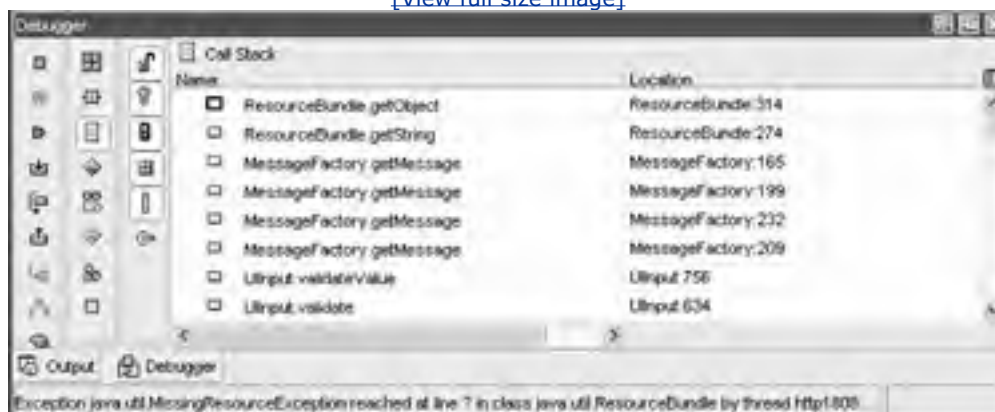 [View full size image]
Debugger
Call Stack
Name Location
ResourceBundle.getObject ResourceBundle:314
ResourceBundle.getString ResourceBundle:274
MessageFactory.getMessage MessageFactory:165
MessageFactory.getMessage MessageFactory:199
MessageFactory.getMessage MessageFactory:232
MessageFactory.getMessage MessageFactory:209
UIInput.validateValue UIInput:756
UIInput.validate UIInput:634
Output Debugger
Exception java.util.MissingResourceException reached at line ? in class java.util.ResourceBundle by thread